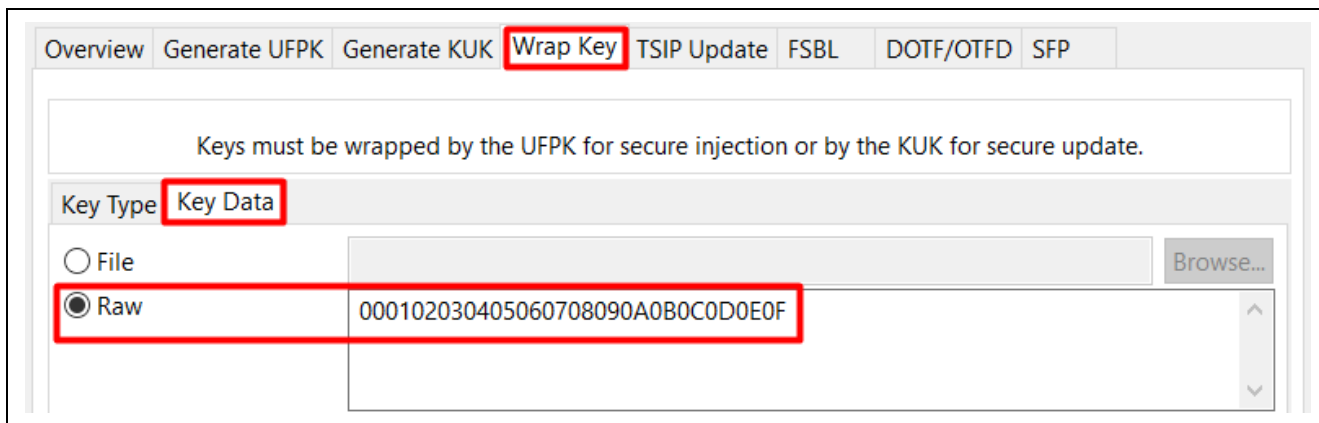 Overview Generate UFPK Generate KUK Wrap Key TSIP Update FSBL DOTF/OTFD SFP
Keys must be wrapped by the UFPK for secure injection or by the KUK for secure update.
Key Type Key Data
File Browse...
Raw 000102030405060708090A0B0C0D0E0F